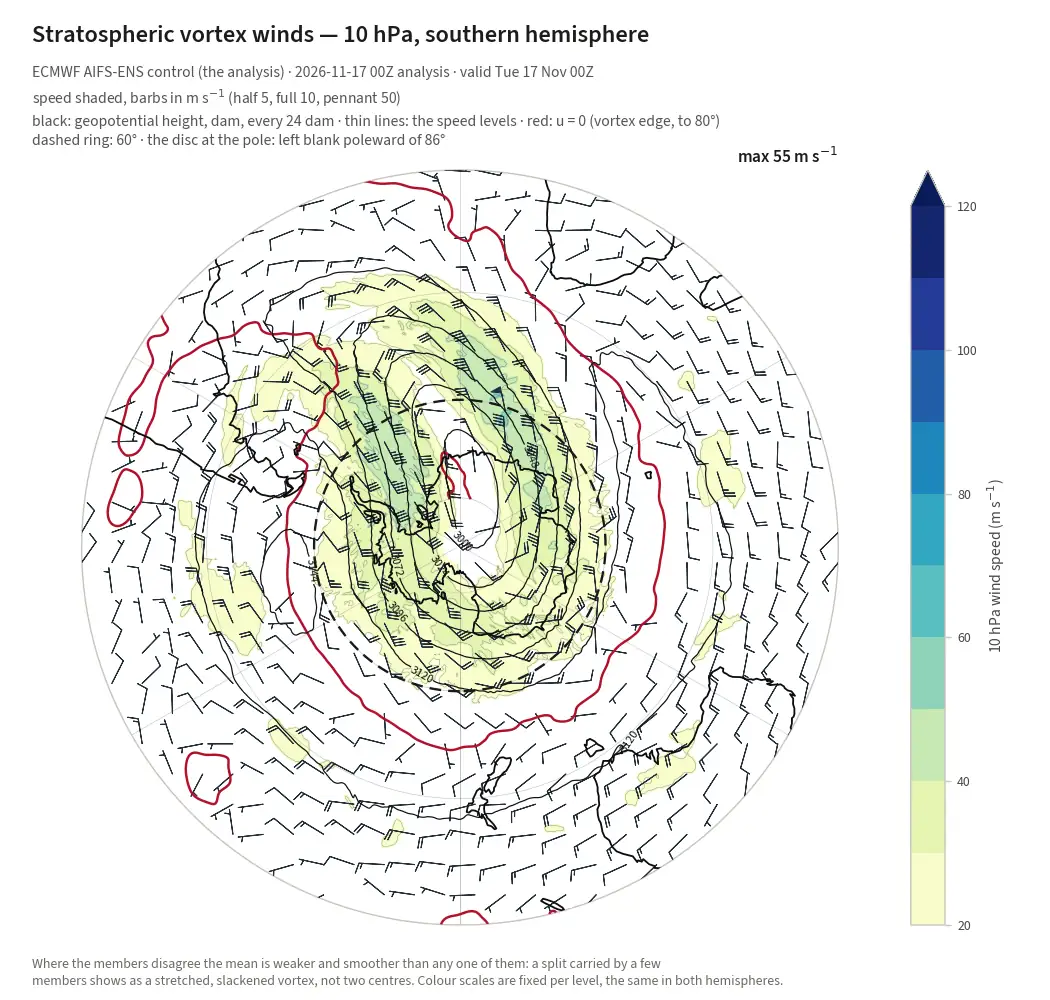 Stratospheric vortex winds — 10 hPa, southern hemisphere
ECMWF AIFS-ENS control (the analysis) · 2026-11-17 00Z analysis · valid Tue 17 Nov 00Z
speed shaded, barbs in m s⁻¹ (half 5, full 10, pennant 50)
black: geopotential height, dam, every 24 dam · thin lines: the speed levels · red: u = 0 (vortex edge, to 80°)
dashed ring: 60° · the disc at the pole: left blank poleward of 86°
max 55 m s⁻¹
120
100
80
60
40
20
10 hPa wind speed (m s⁻¹)
3096
3120
Where the members disagree the mean is weaker and smoother than any one of them: a split carried by a few
members shows as a stretched, slackened vortex, not two centres. Colour scales are fixed per level, the same in both hemispheres.